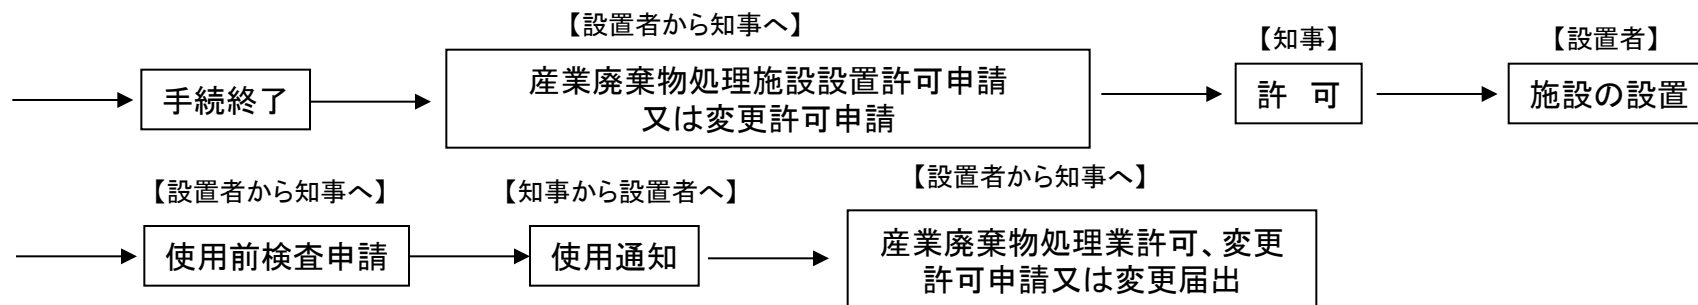 【設置者から知事へ】
【知事】
【設置者】
手続終了
産業廃棄物処理施設設置許可申請
又は変更許可申請
許 可
施設の設置
【設置者から知事へ】
【知事から設置者へ】
【設置者から知事へ】
使用前検査申請
使用通知
産業廃棄物処理業許可、変更
許可申請又は変更届出